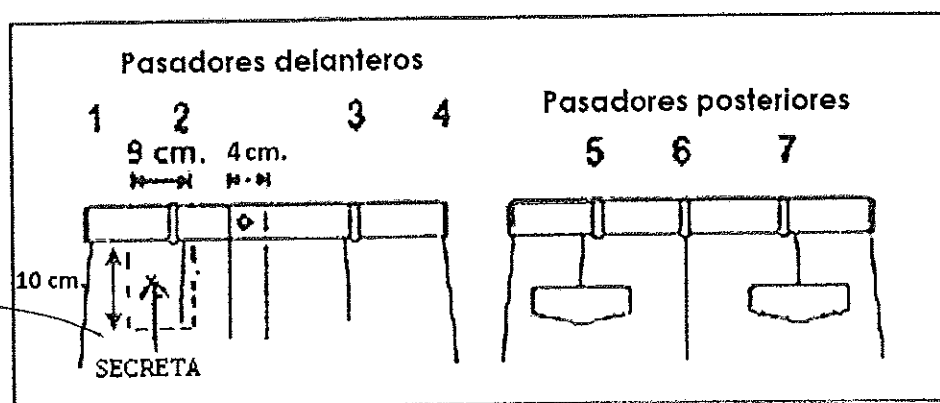 Pasadores delanteros
1 2 3 4
9 cm. 4 cm.
10 cm.
SECRETA
Pasadores posteriores
5 6 7